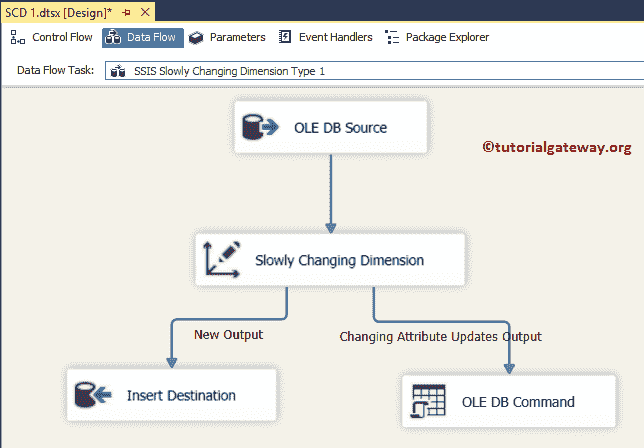 SCD 1.dtsx [Design]*
Control Flow Data Flow Parameters Event Handlers Package Explorer
Data Flow Task: SSIS Slowly Changing Dimension Type 1
OLE DB Source
©tutorialgateway.org
Slowly Changing Dimension
New Output Changing Attribute Updates Output
Insert Destination OLE DB Command